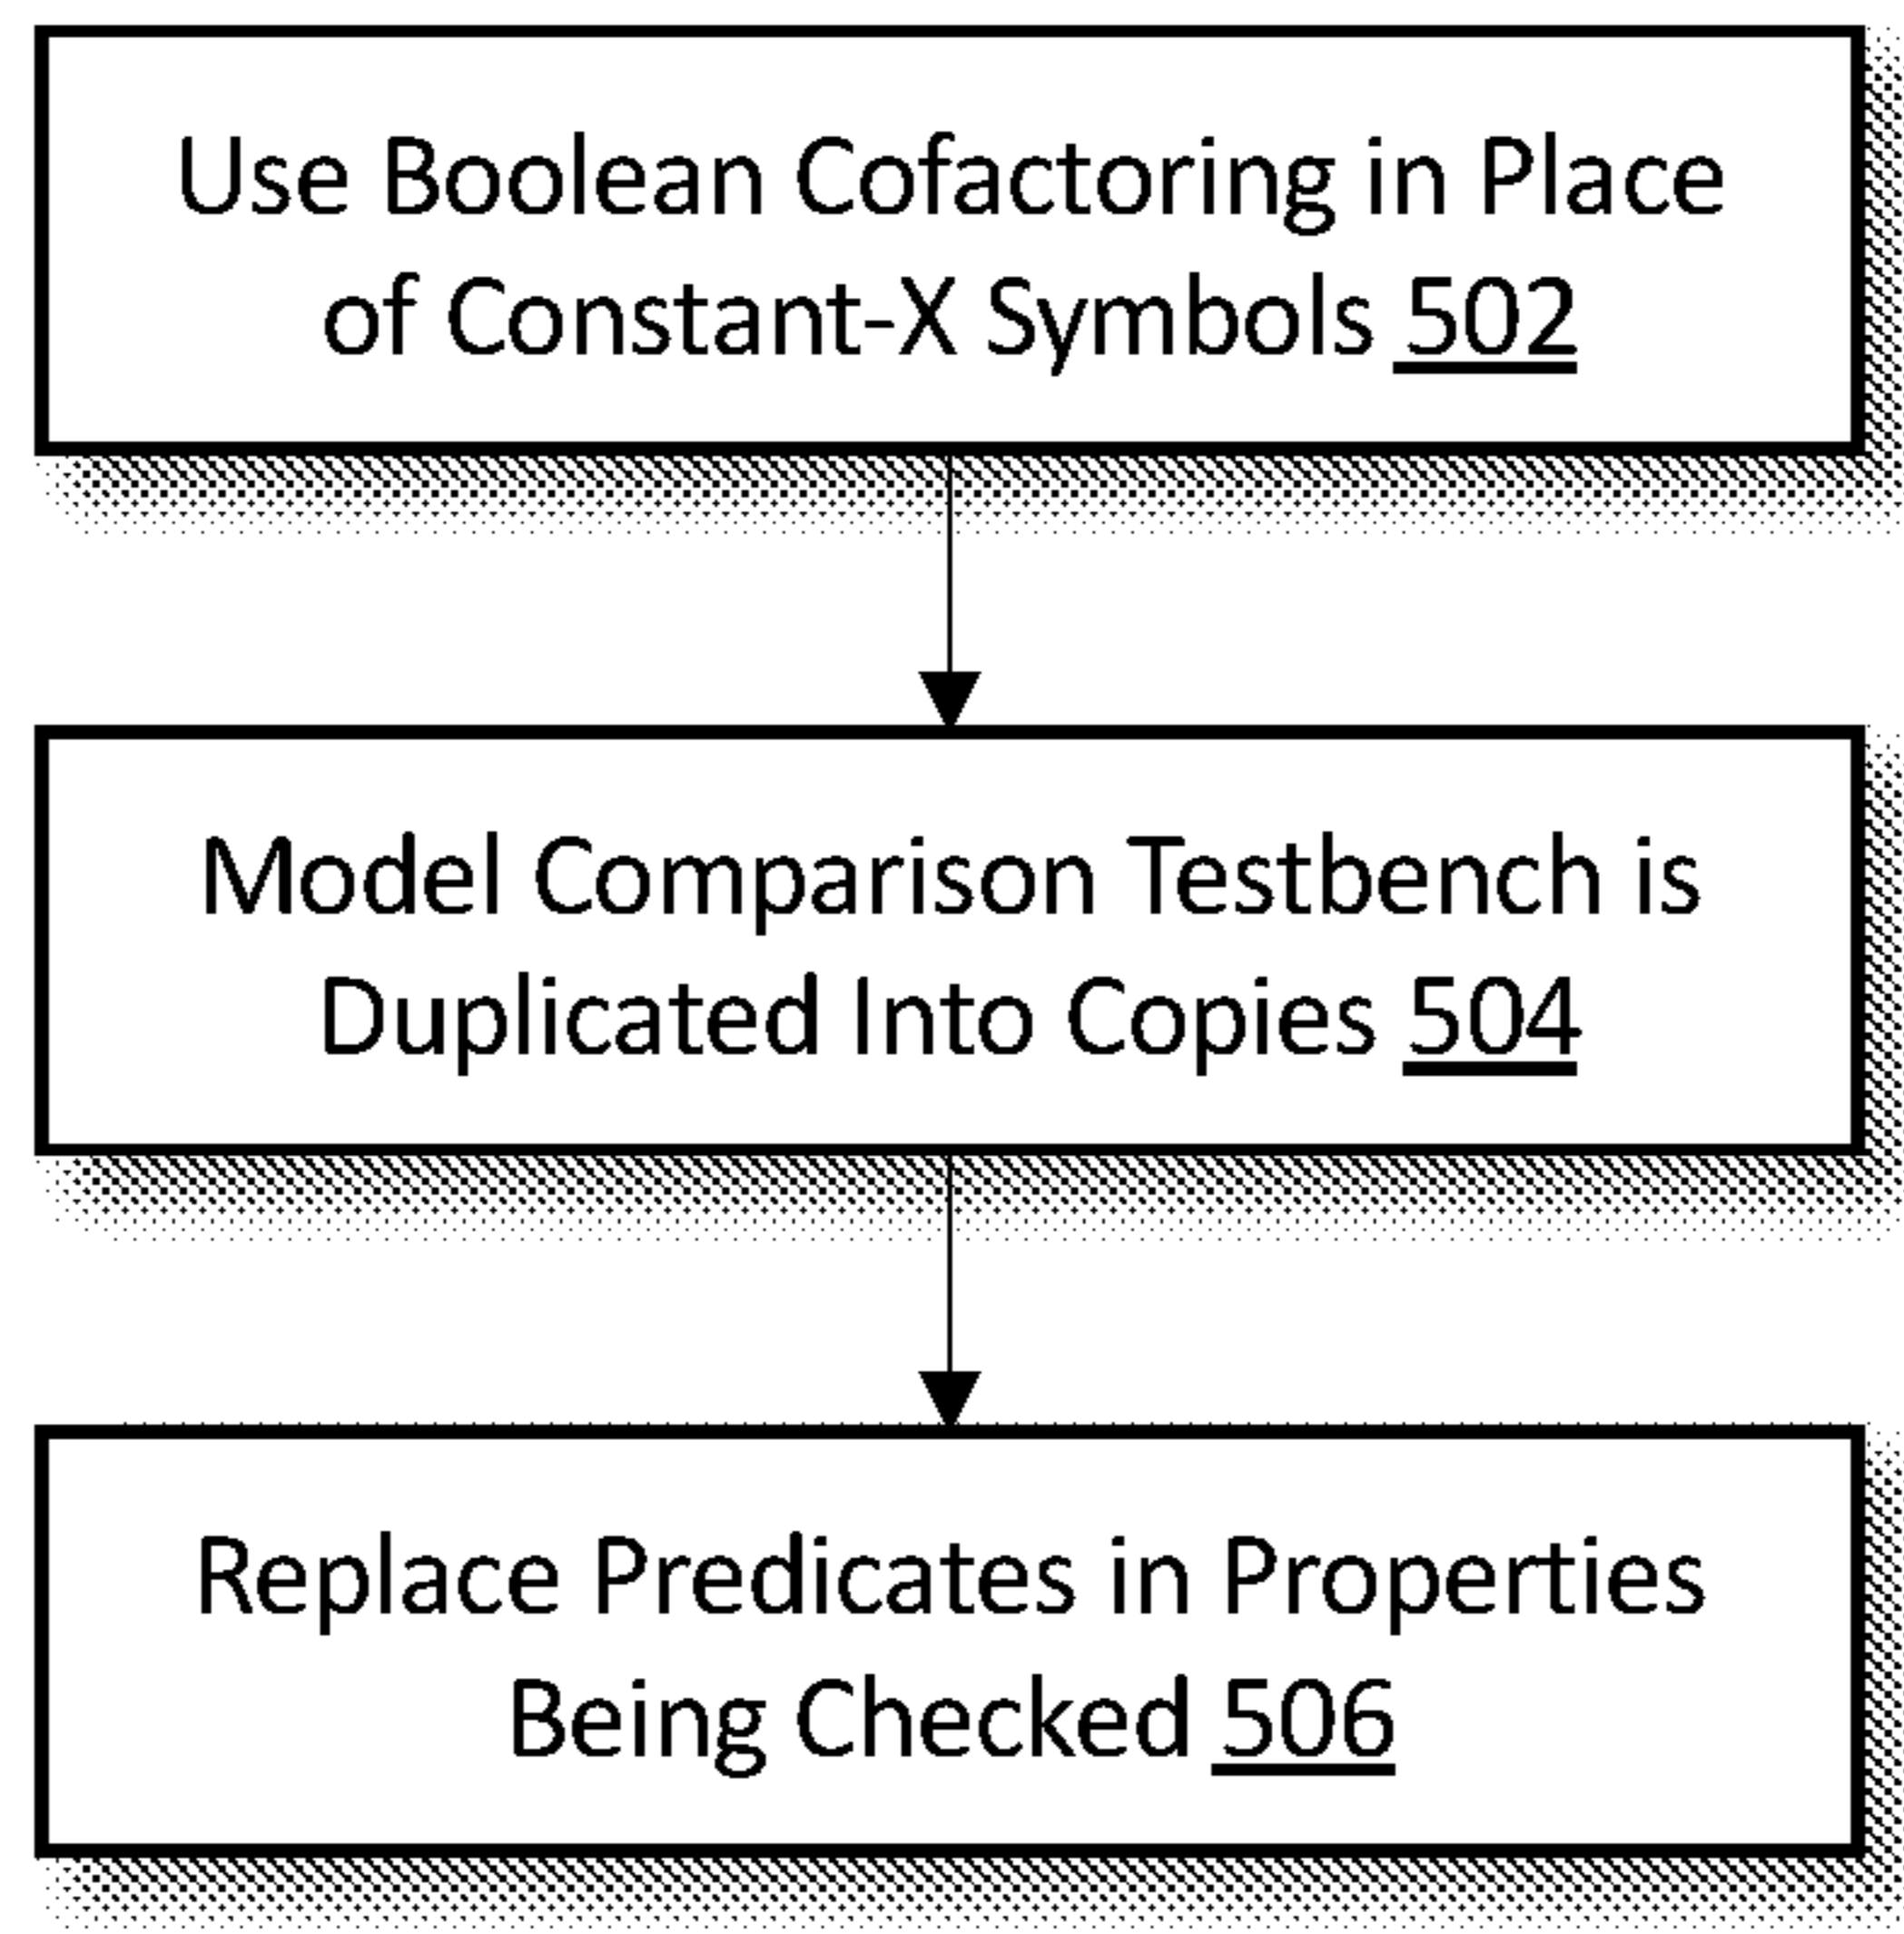 Use Boolean Cofactoring in Place
of Constant-X Symbols 502
Model Comparison Testbench is
Duplicated Into Copies 504
Replace Predicates in Properties
Being Checked 506